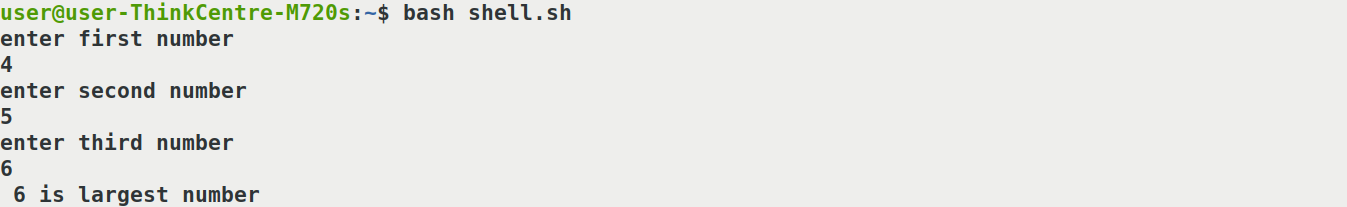 user@user-ThinkCentre-M720s:~$ bash shell.sh
enter first number
4
enter second number
5
enter third number
6
 6 is largest number